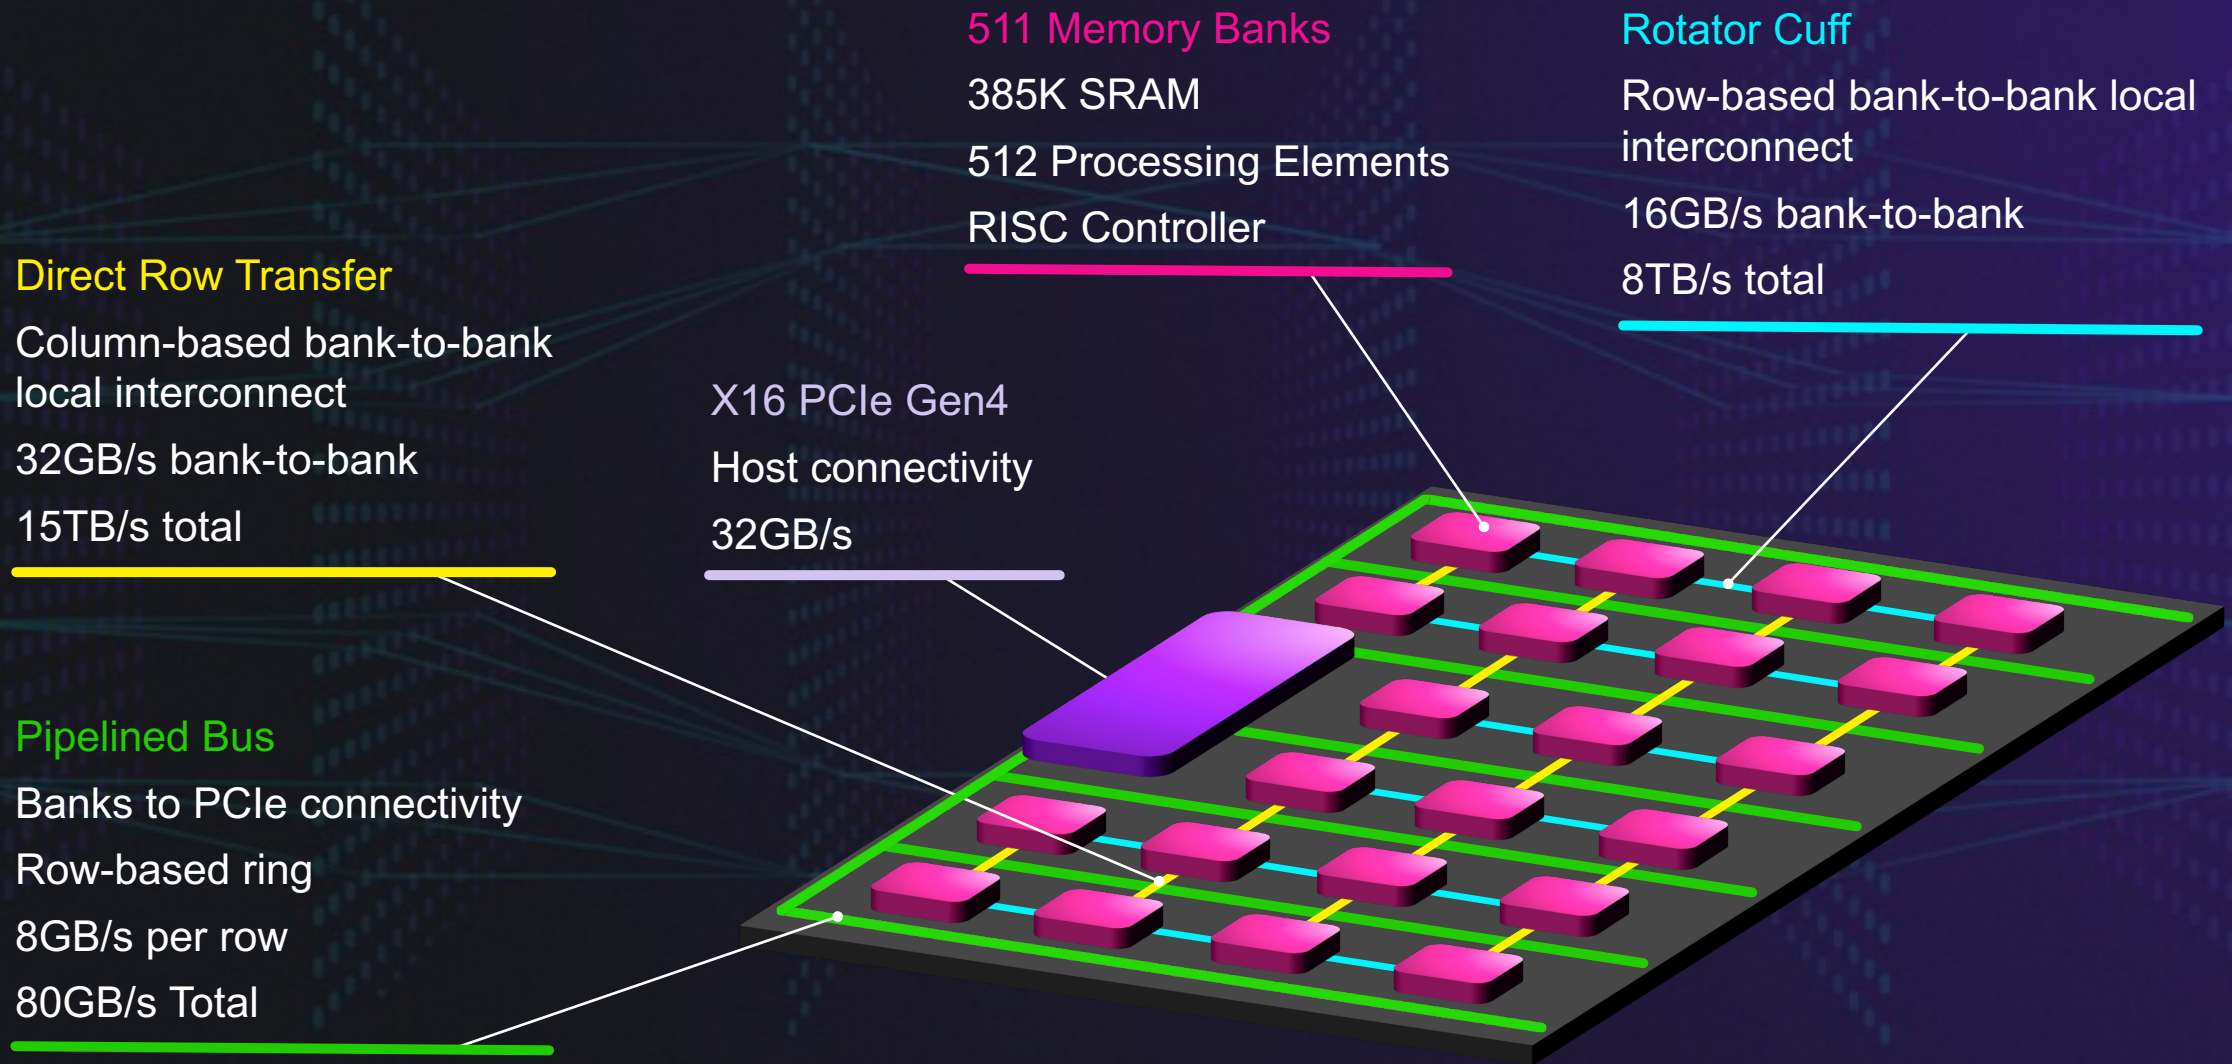 511 Memory Banks
385K SRAM
512 Processing Elements
RISC Controller
Rotator Cuff
Row-based bank-to-bank local
interconnect
16GB/s bank-to-bank
8TB/s total
Direct Row Transfer
Column-based bank-to-bank
local interconnect
32GB/s bank-to-bank
15TB/s total
X16 PCIe Gen4
Host connectivity
32GB/s
Pipelined Bus
Banks to PCIe connectivity
Row-based ring
8GB/s per row
80GB/s Total